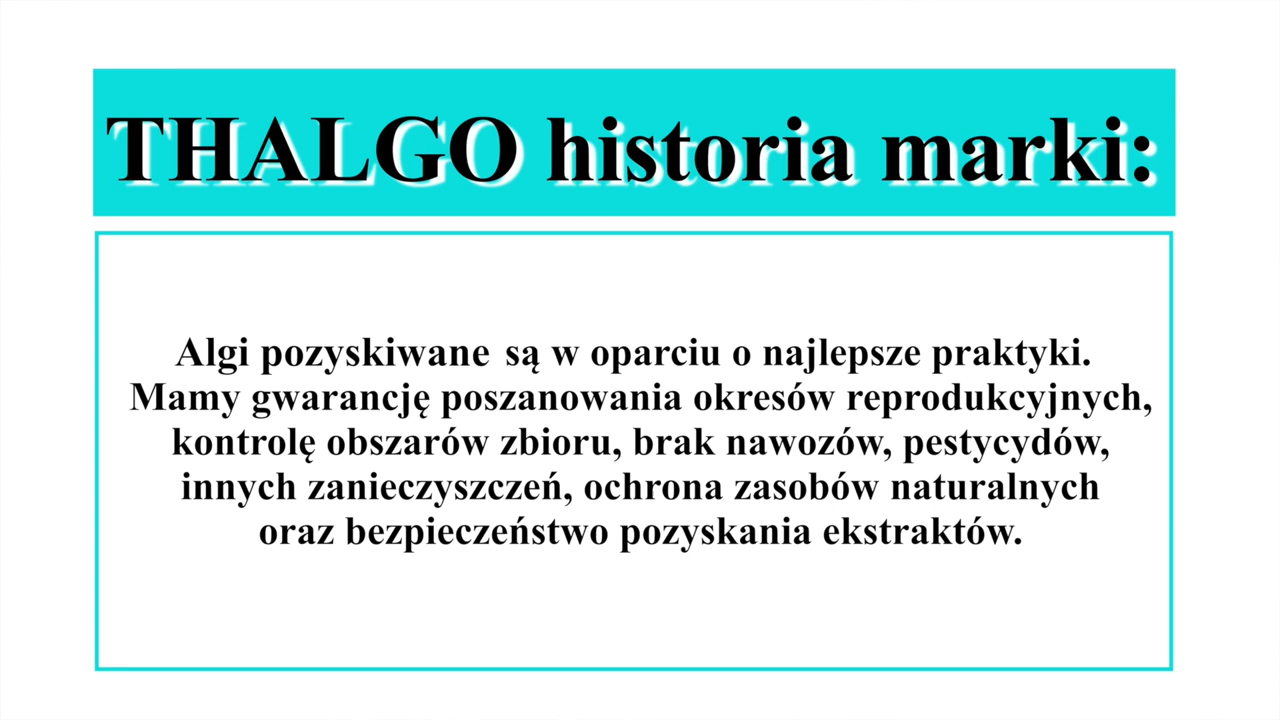 THALGO historia marki:
Algi pozyskiwane są w oparciu o najlepsze praktyki.
Mamy gwarancję poszanowania okresów reprodukcyjnych,
kontrolę obszarów zbioru, brak nawozów, pestycydów,
innych zanieczyszczeń, ochrona zasobów naturalnych
oraz bezpieczeństwo pozyskania ekstraktów.